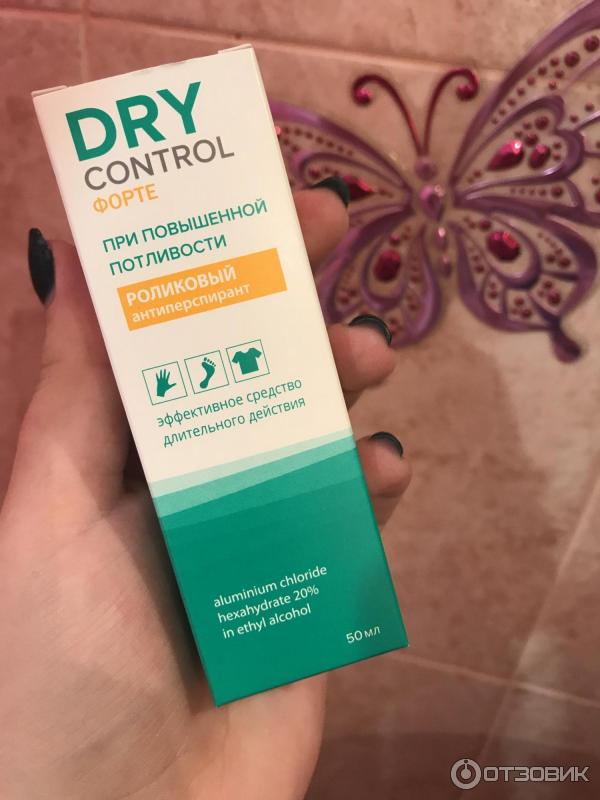 DRY
CONTROL
ФОРТЕ
ПРИ ПОВЫШЕННОЙ
ПОТЛИВОСТИ
РОЛИКОВЫЙ
антиперспирант
эффективное средство
длительного действия
aluminium chloride
hexahydrate 20%
in ethyl alcohol
50 мл
ОТЗОВИК